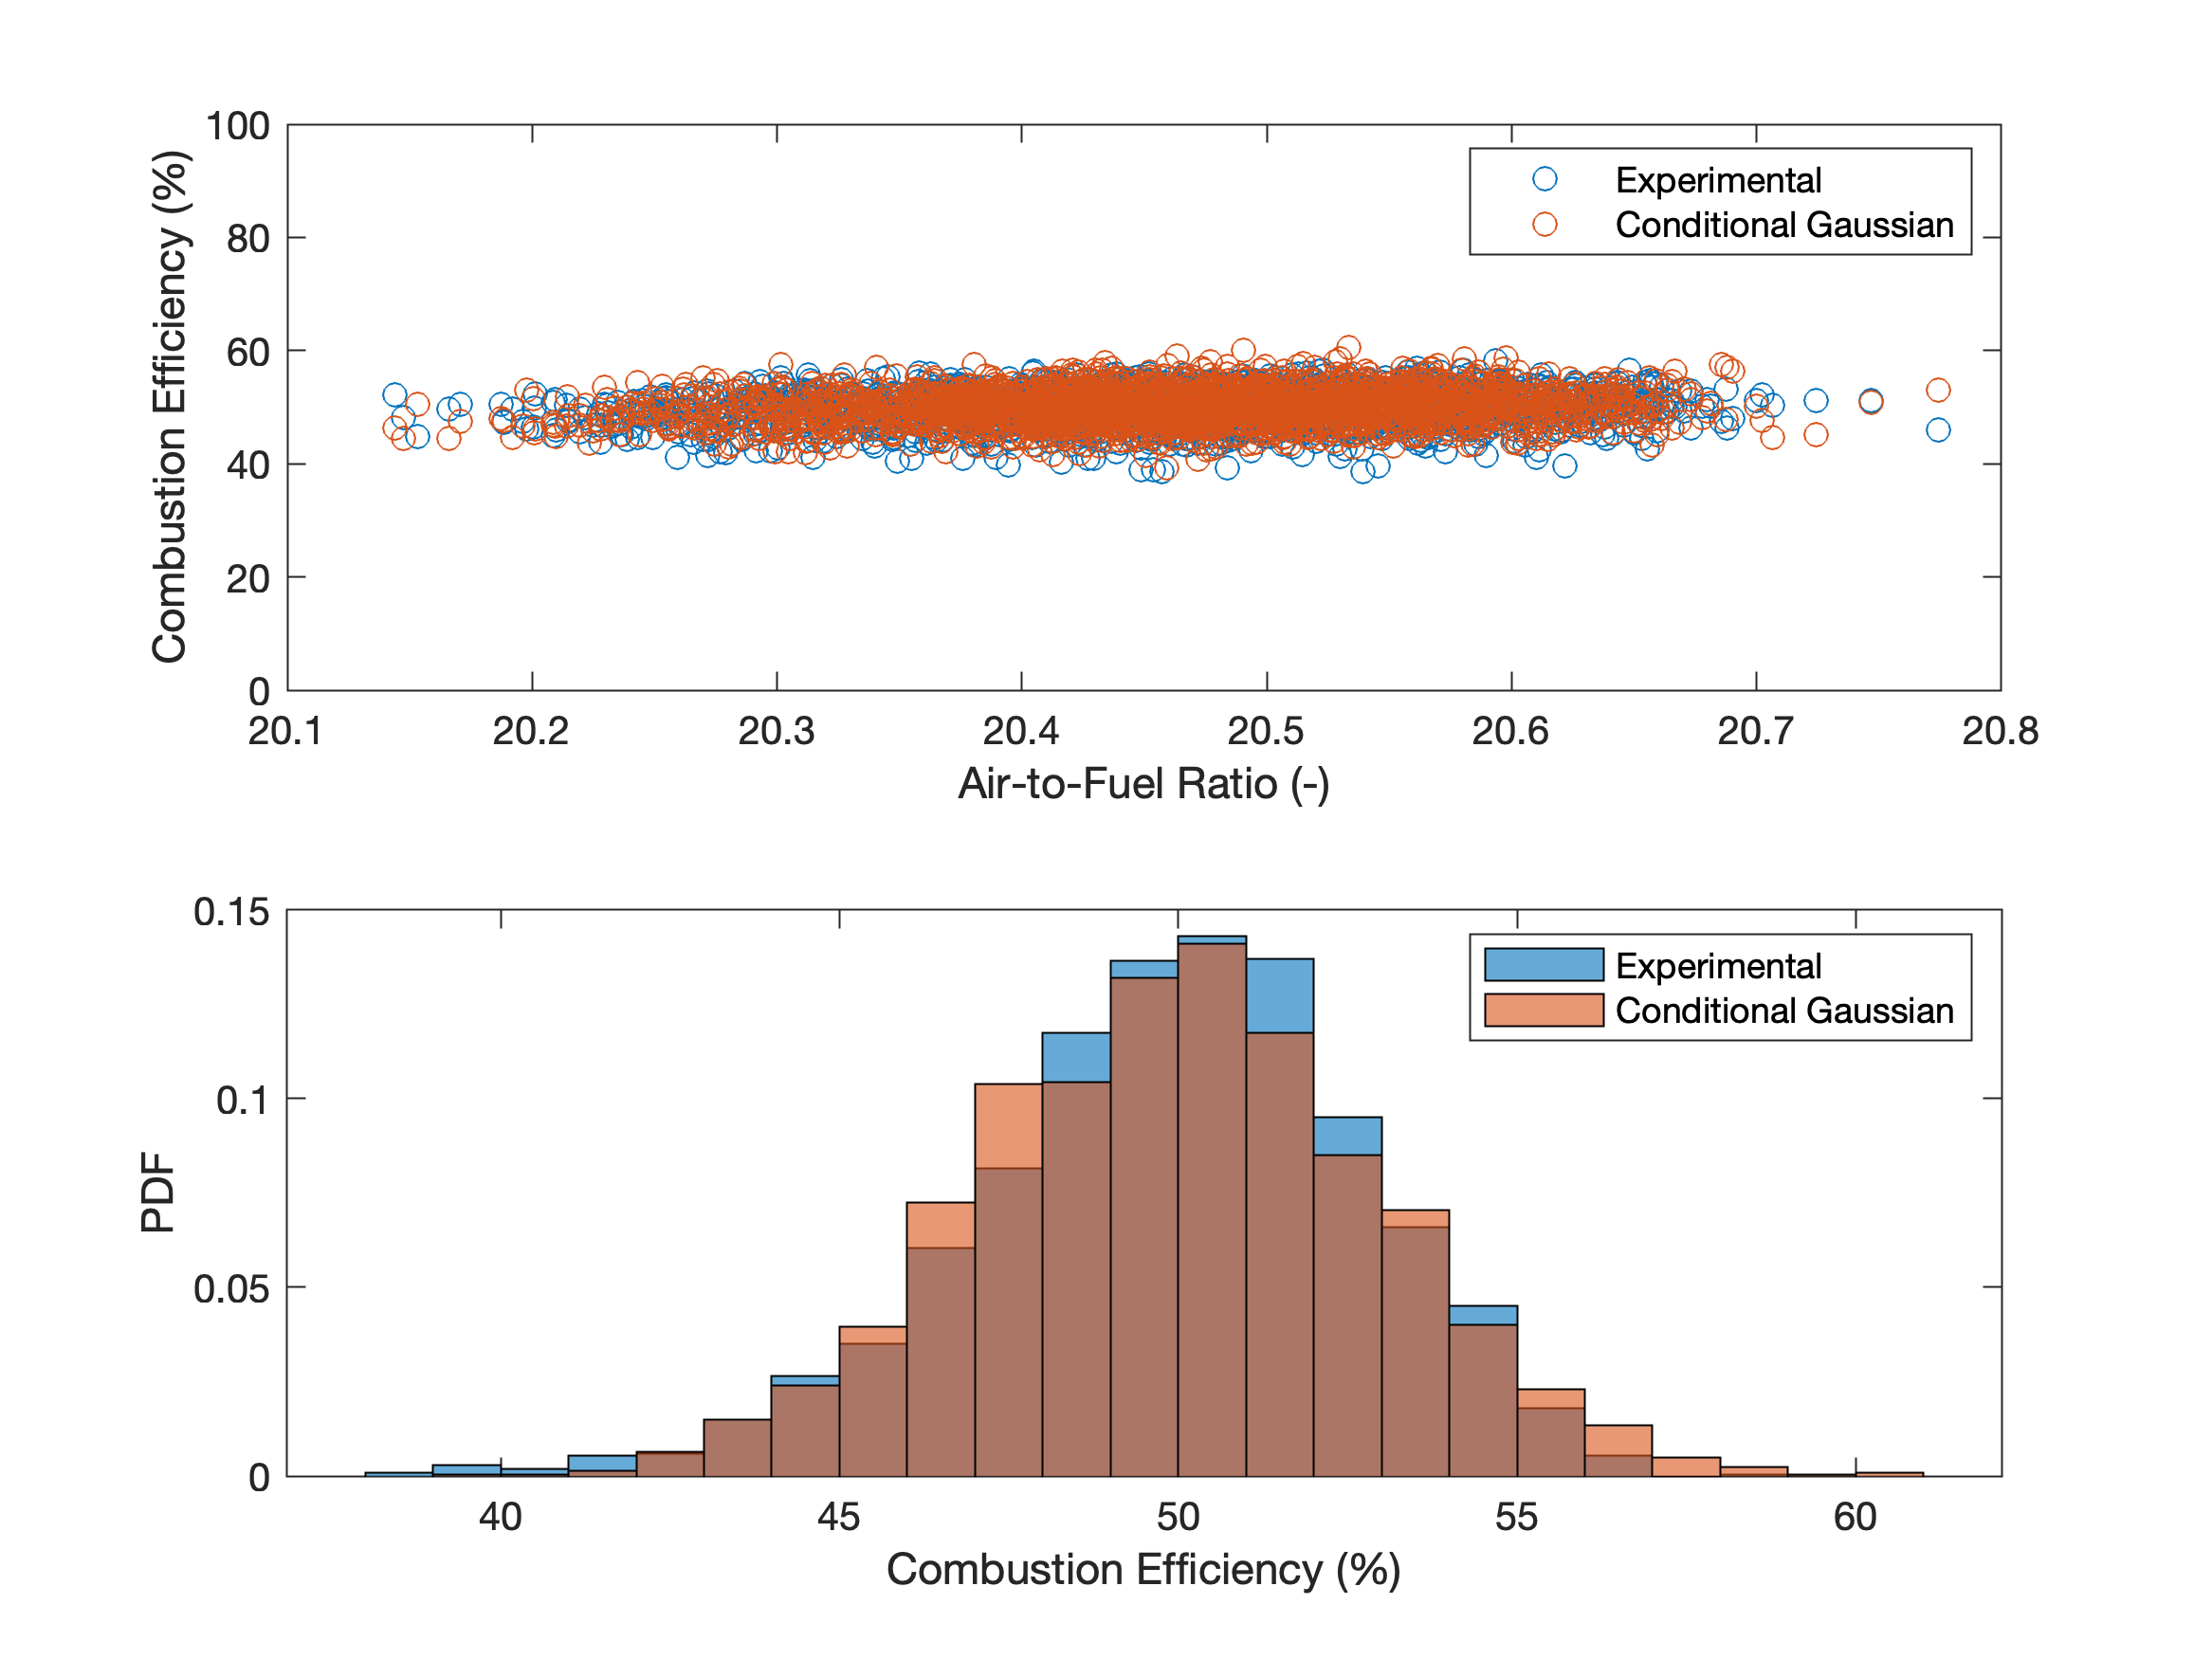 100
80
60
40
20
0
Combustion Efficiency (%)
Experimental
Conditional Gaussian
20.1 20.2 20.3 20.4 20.5 20.6 20.7 20.8
Air-to-Fuel Ratio (-)
0.15
0.1
0.05
0
PDF
Experimental
Conditional Gaussian
40 45 50 55 60
Combustion Efficiency (%)